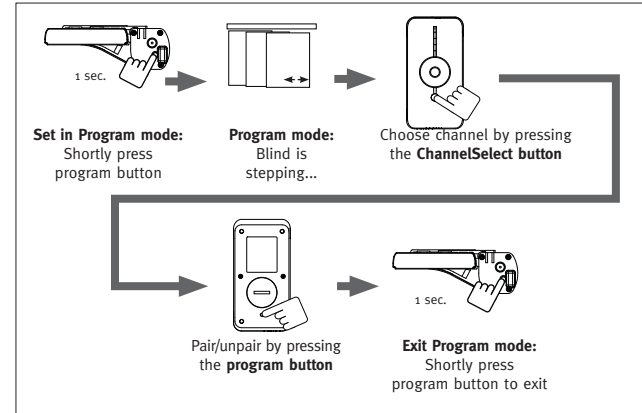 1 sec.
Set in Program mode:
Shortly press
program button
Program mode:
Blind is
stepping...
Choose channel by pressing
the ChannelSelect button
Pair/unpair by pressing
the program button
1 sec.
Exit Program mode:
Shortly press
program button to exit